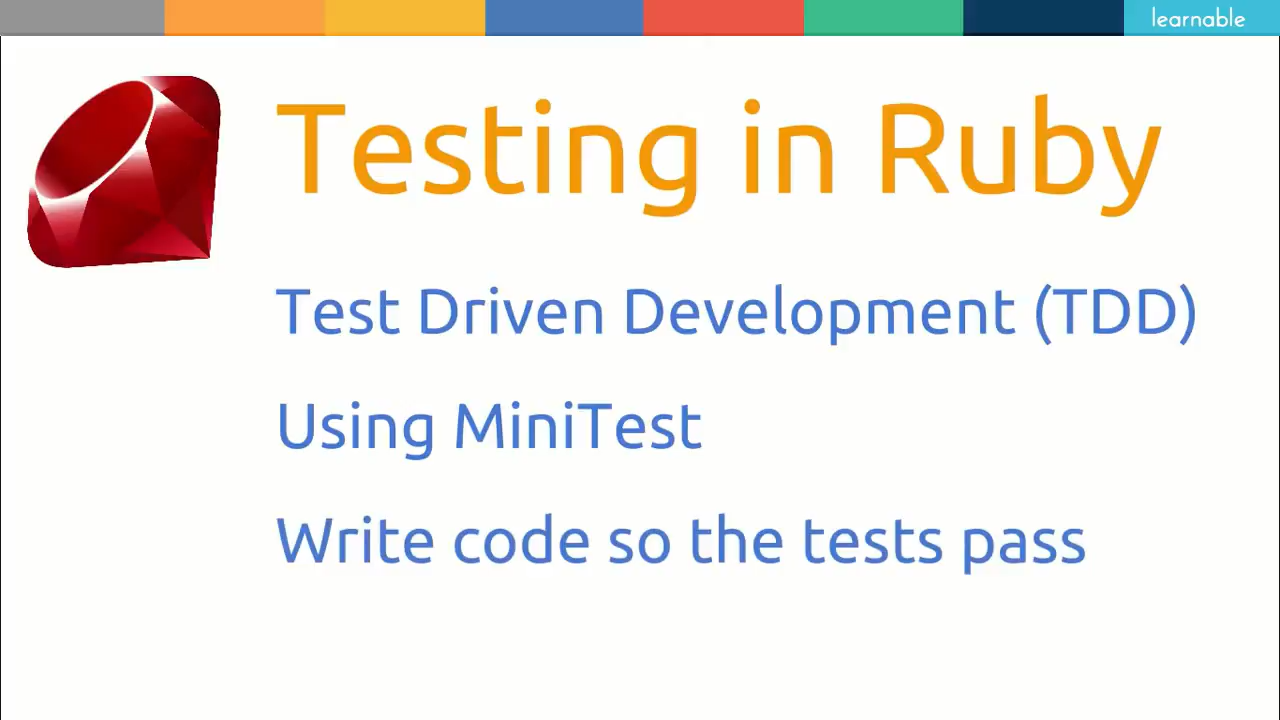 learnable
Testing in Ruby
Test Driven Development (TDD)
Using MiniTest
Write code so the tests pass